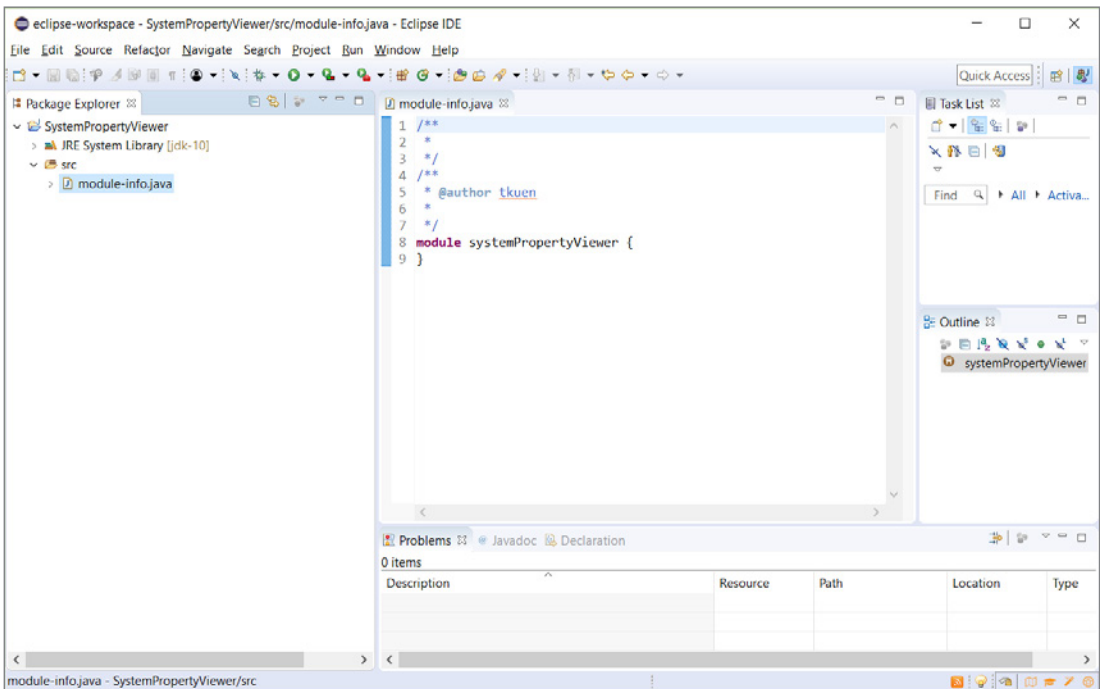 eclipse-workspace - SystemPropertyViewer/src/module-info.java - Eclipse IDE
File Edit Source Refactor Navigate Search Project Run Window Help
Quick Access
Package Explorer
SystemPropertyViewer
JRE System Library [jdk-10]
src
module-info.java
module-info.java
1 /**
2  *
3  */
4 /**
5  * @author tkuen
6  *
7  */
8 module systemPropertyViewer {
9 }
Task List
Find All Activa...
Outline
systemPropertyViewer
Problems Javadoc Declaration
0 items
Description Resource Path Location Type
module-info.java - SystemPropertyViewer/src